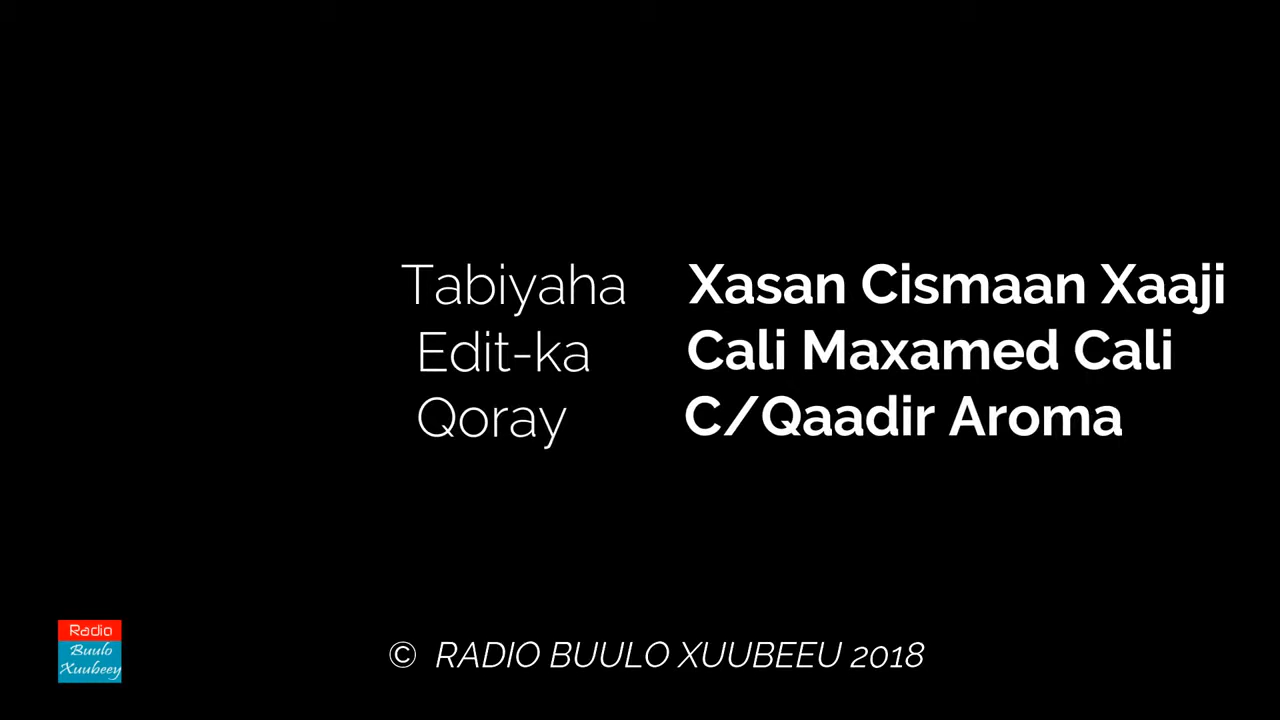 Tabiyaha Xasan Cismaan Xaaji
Edit-ka Cali Maxamed Cali
Qoray C/Qaadir Aroma
Radio
Buulo
Xuubeey
© RADIO BUULO XUUBEEU 2018